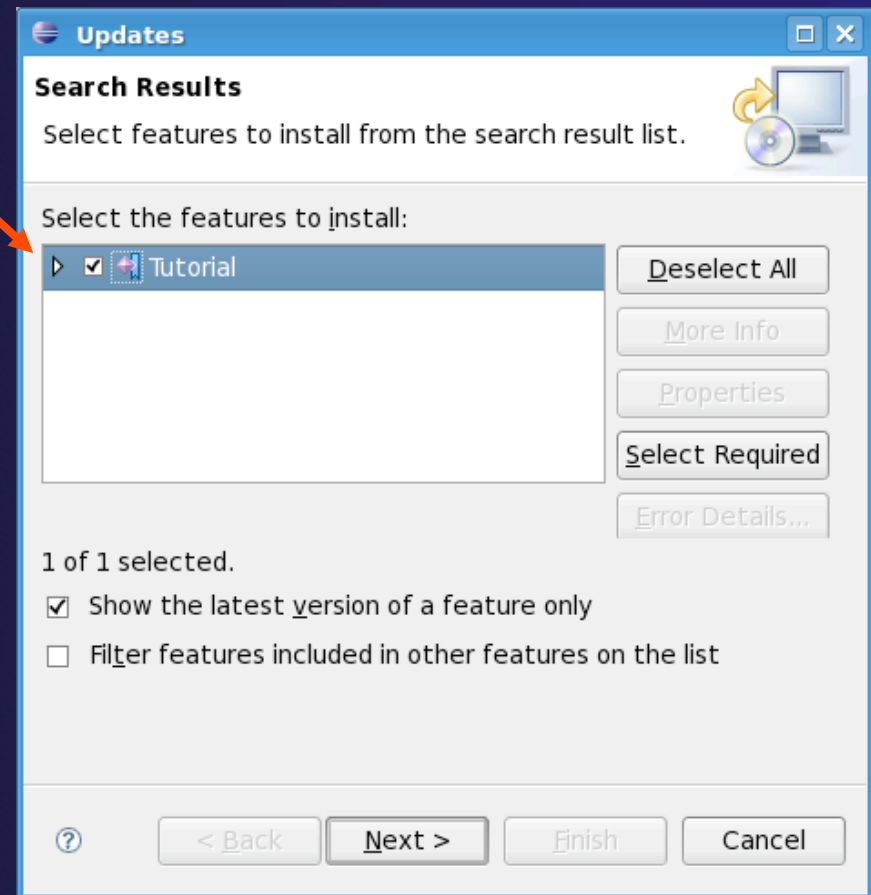 Updates
Search Results
Select features to install from the search result list.
Select the features to install:
Tutorial
Deselect All
More Info
Properties
Select Required
Error Details...
1 of 1 selected.
Show the latest version of a feature only
Filter features included in other features on the list
? < Back Next > Finish Cancel